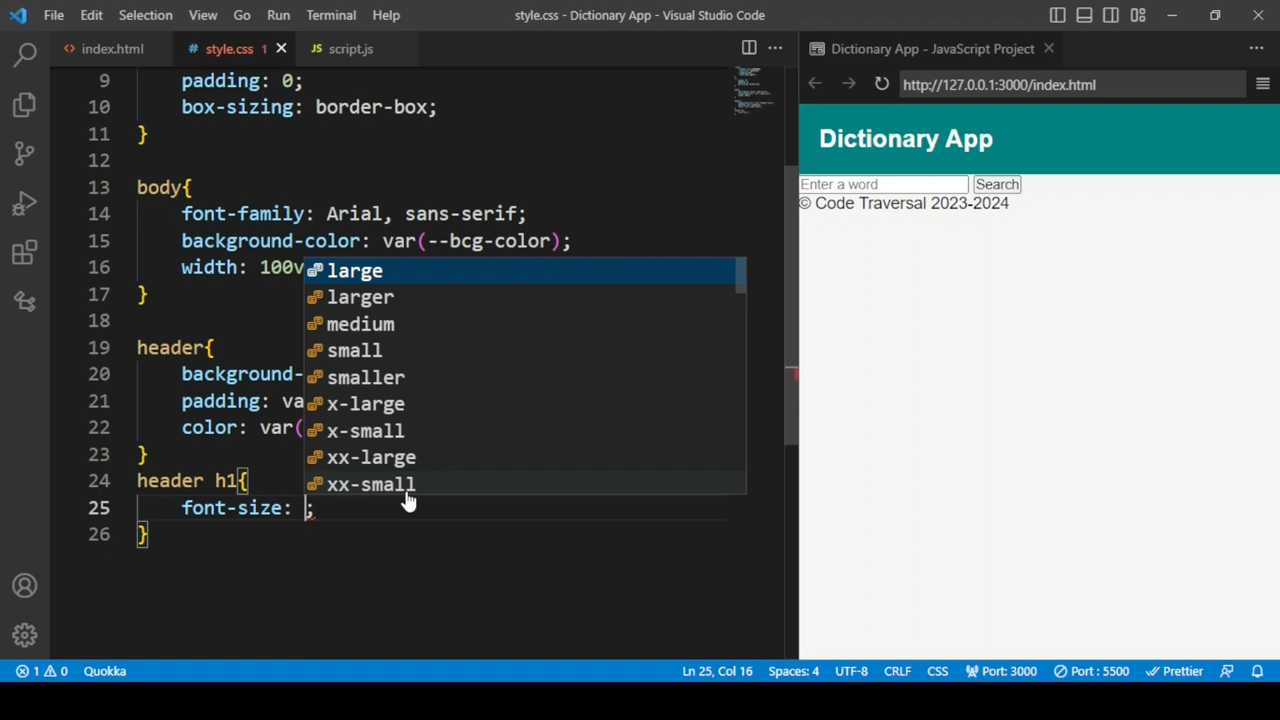 File Edit Selection View Go Run Terminal Help style.css - Dictionary App - Visual Studio Code
<> index.html # style.css 1 JS script.js
Dictionary App - JavaScript Project
http://127.0.0.1:3000/index.html
9 padding: 0;
10 box-sizing: border-box;
11 }
12
13 body{
14 font-family: Arial, sans-serif;
15 background-color: var(--bcg-color);
16 width: 100v
17 }
18
19 header{
20 background-
21 padding: va
22 color: var(
23 }
24 header h1{
25 font-size: ;
26 }
large
larger
medium
small
smaller
x-large
x-small
xx-large
xx-small
Dictionary App
Enter a word Search
© Code Traversal 2023-2024
1 0 Quokka Ln 25, Col 16 Spaces: 4 UTF-8 CRLF CSS Port: 3000 Port : 5500 Prettier